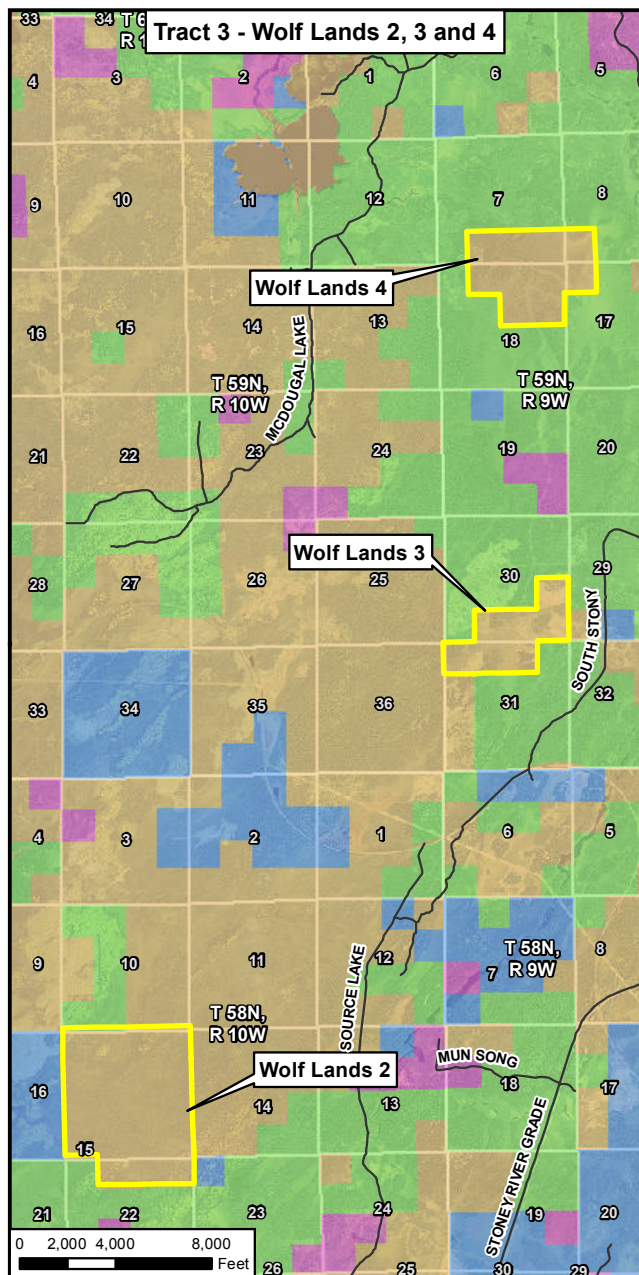 33 34 T 6
R 1
Tract 3 - Wolf Lands 2, 3 and 4
4 3 2 1 6 5
9 10 11 12 7 8
Wolf Lands 4
16 15 14 13 18 17
MCDOUGAL LAKE
T 59N,
R 10W
T 59N,
R 9W
21 22 23 24 19 20
Wolf Lands 3
28 27 26 25 30 29
SOUTH STONY
33 34 35 36 31 32
4 3 2 1 6 5
9 10 11 12 7 8
T 58N,
R 9W
T 58N,
R 10W
SOURCE LAKE
MUN SONG
Wolf Lands 2
16 15 14 13 18 17
STONEY RIVER GRADE
21 22 23 24 19 20
26 25 30 29
0 2,000 4,000 8,000
Feet